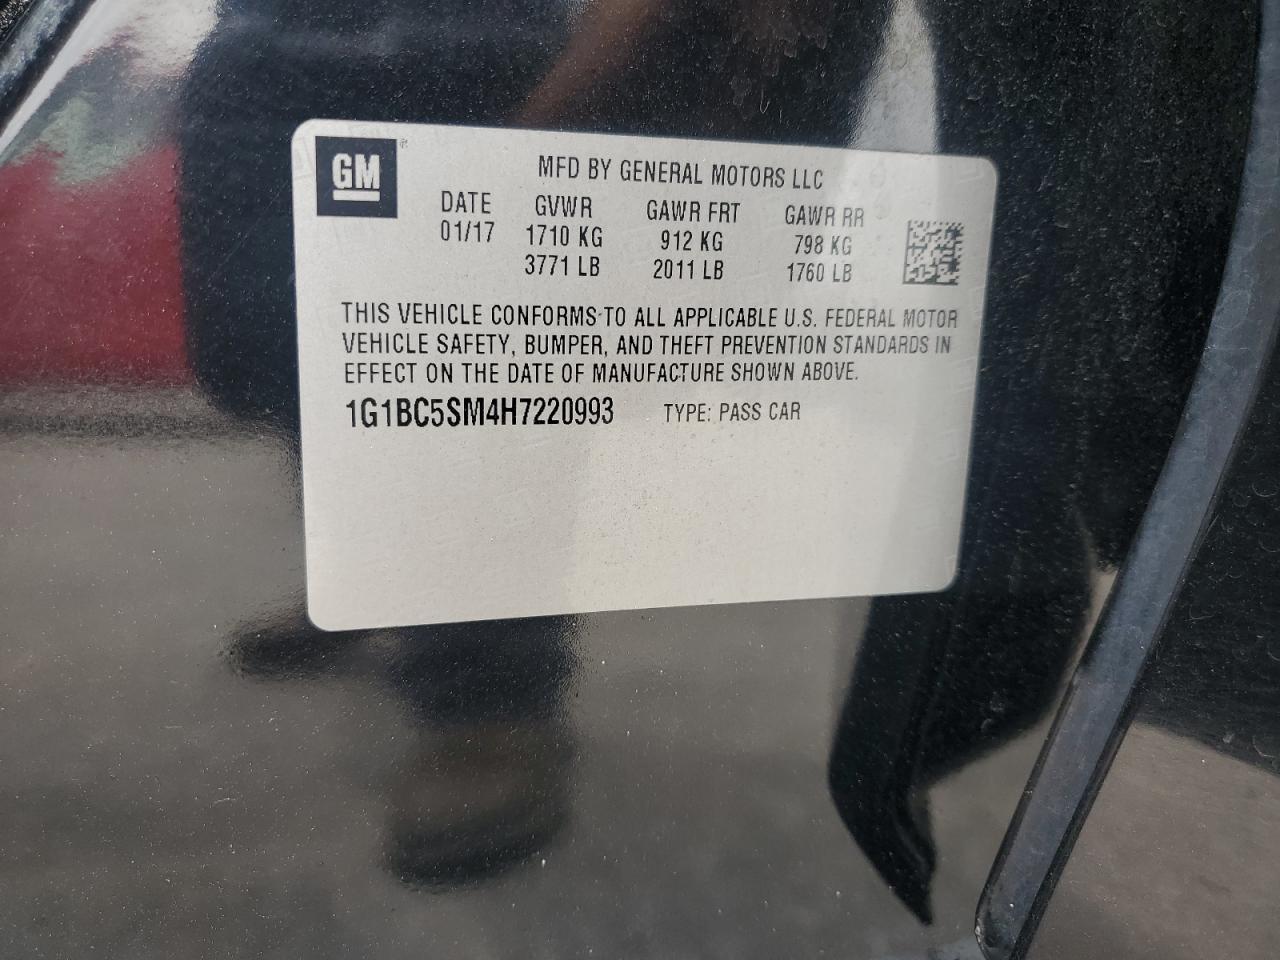 GM ®
MFD BY GENERAL MOTORS LLC
DATE GVWR GAWR FRT GAWR RR
01/17 1710 KG 912 KG 798 KG
3771 LB 2011 LB 1760 LB
THIS VEHICLE CONFORMS TO ALL APPLICABLE U.S. FEDERAL MOTOR
VEHICLE SAFETY, BUMPER, AND THEFT PREVENTION STANDARDS IN
EFFECT ON THE DATE OF MANUFACTURE SHOWN ABOVE.
1G1BC5SM4H7220993 TYPE: PASS CAR